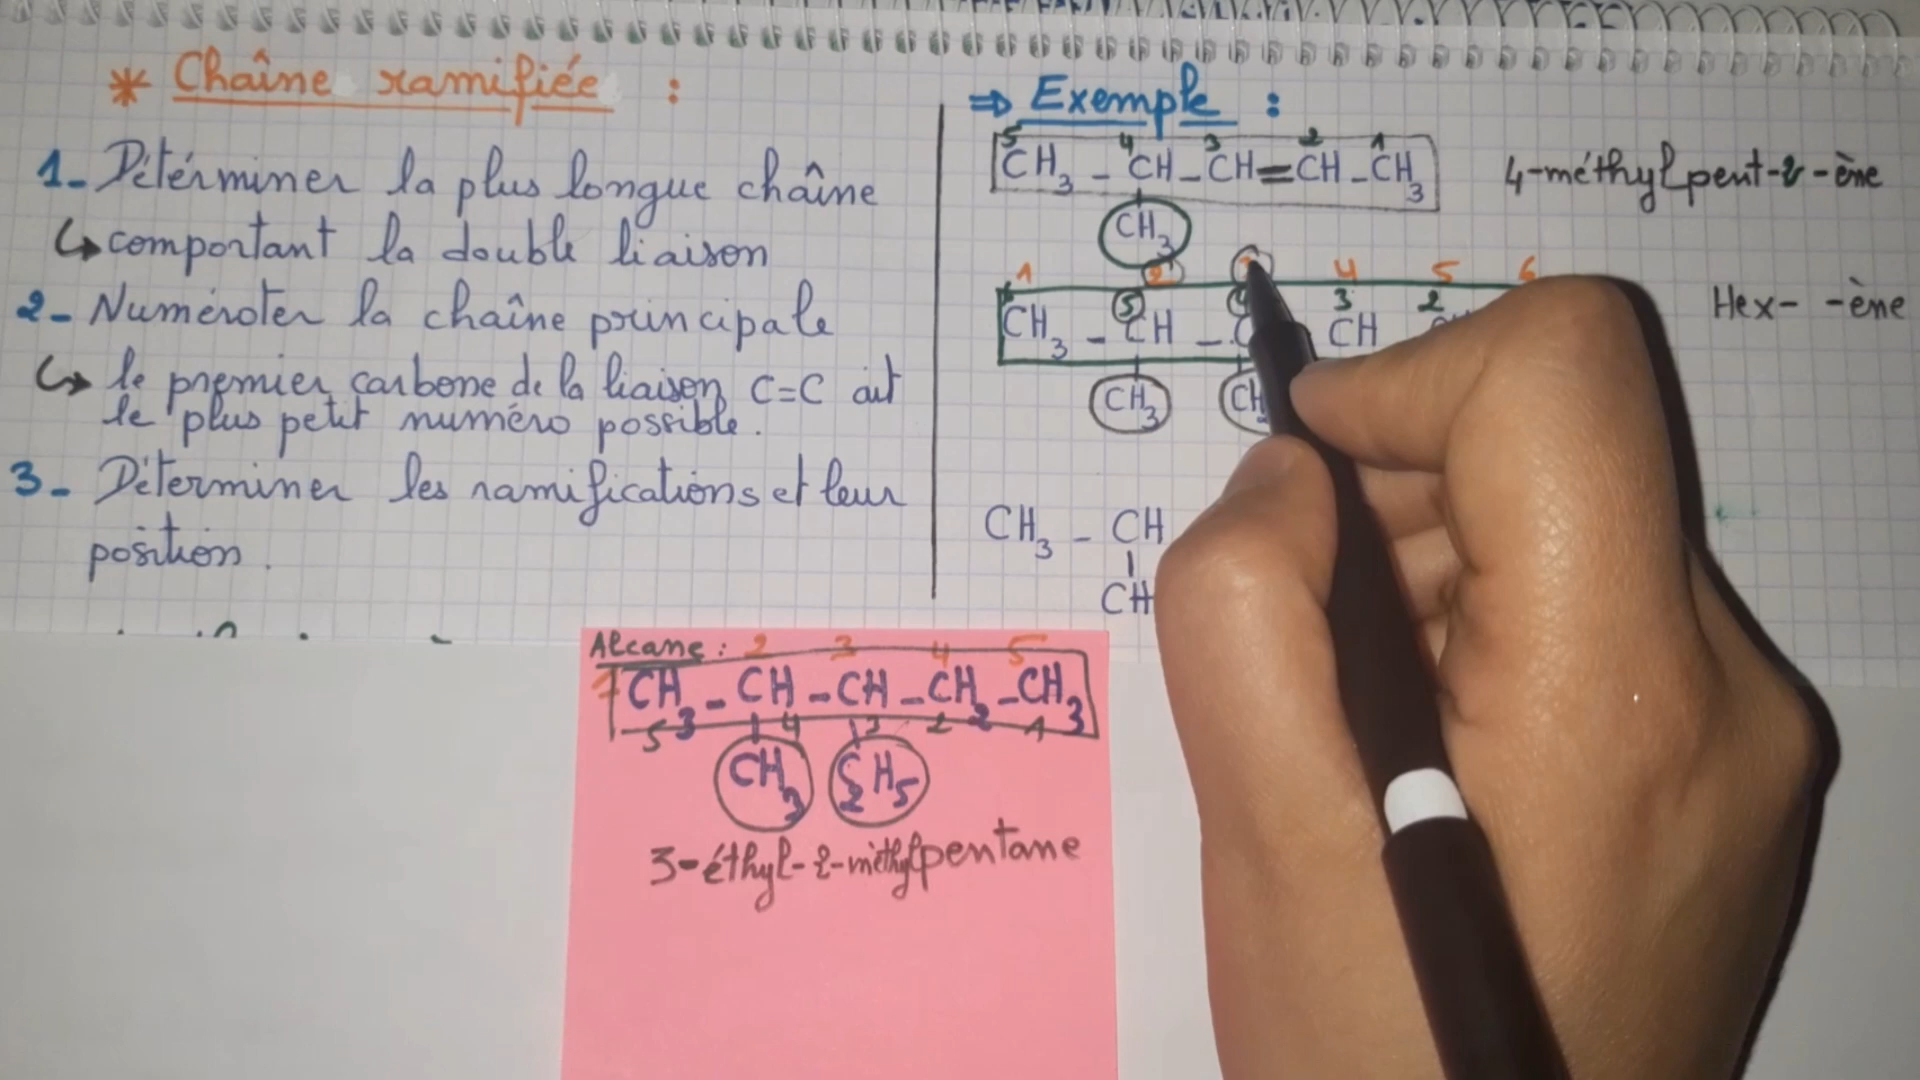 * Chaîne ramifiée :
1- Détérminer la plus longue chaîne
↳ comportant la double liaison
2- Numéroter la chaîne principale
↳ le premier carbone de la liaison C=C ait
le plus petit numéro possible.
3- Déterminer les ramifications et leur
position.
⇒ Exemple :
5 4 3 2 1
CH3 - CH - CH = CH - CH3
CH3
4-méthylpent-2-ène
1 2 4 5 6
5 4 3 2
CH3 - CH - C CH
CH3
Hex- -ène
CH3 - CH
CH
Alcane :
1 2 3 4 5
CH3 - CH - CH - CH2 - CH3
5 4 3 2 1
CH3 C2H5
3-éthyl-2-méthylpentane